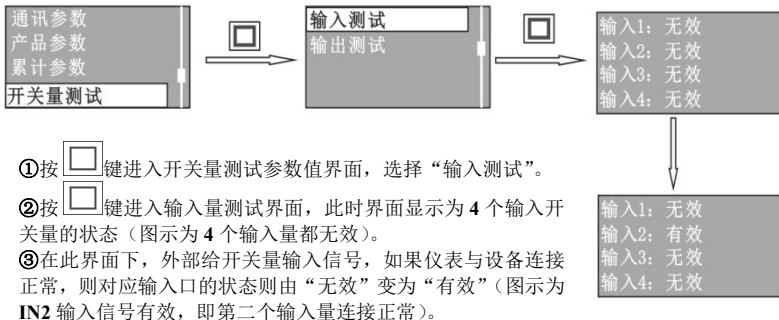 通讯参数
产品参数
累计参数
开关量测试
输入测试
输出测试
输入1：无效
输入2：无效
输入3：无效
输入4：无效
①按 键进入开关量测试参数值界面，选择“输入测试”。
②按 键进入输入量测试界面，此时界面显示为 4 个输入开
关量的状态（图示为 4 个输入量都无效）。
③在此界面下，外部给开关量输入信号，如果仪表与设备连接
正常，则对应输入口的状态则由“无效”变为“有效”（图示为
IN2 输入信号有效，即第二个输入量连接正常）。
输入1：无效
输入2：有效
输入3：无效
输入4：无效